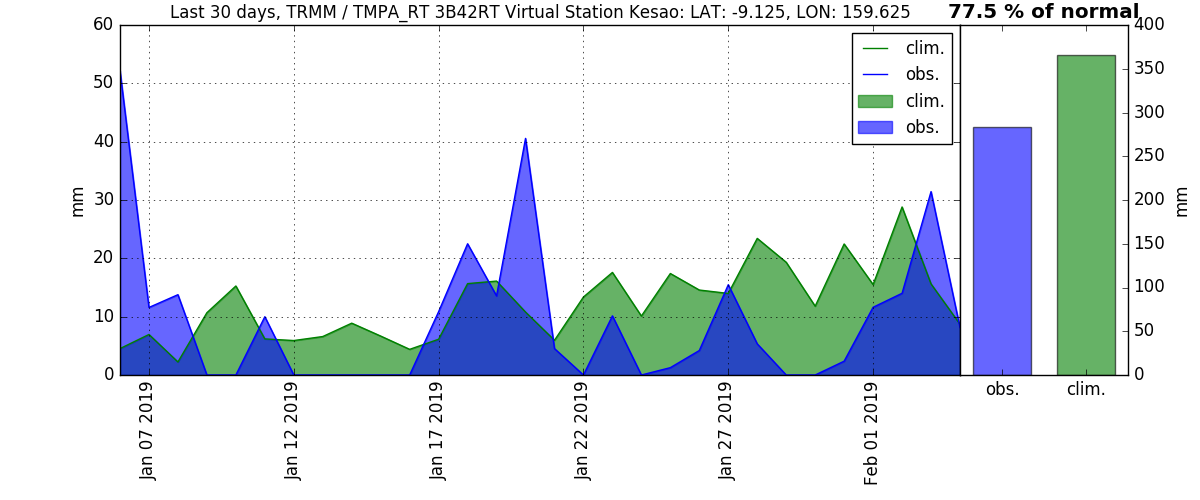 Last 30 days, TRMM / TMPA_RT 3B42RT Virtual Station Kesao: LAT: -9.125, LON: 159.625
77.5 % of normal
60
50
40
30
20
10
0
mm
clim.
obs.
clim.
obs.
400
350
300
250
200
150
100
50
0
mm
Jan 07 2019
Jan 12 2019
Jan 17 2019
Jan 22 2019
Jan 27 2019
Feb 01 2019
obs.
clim.